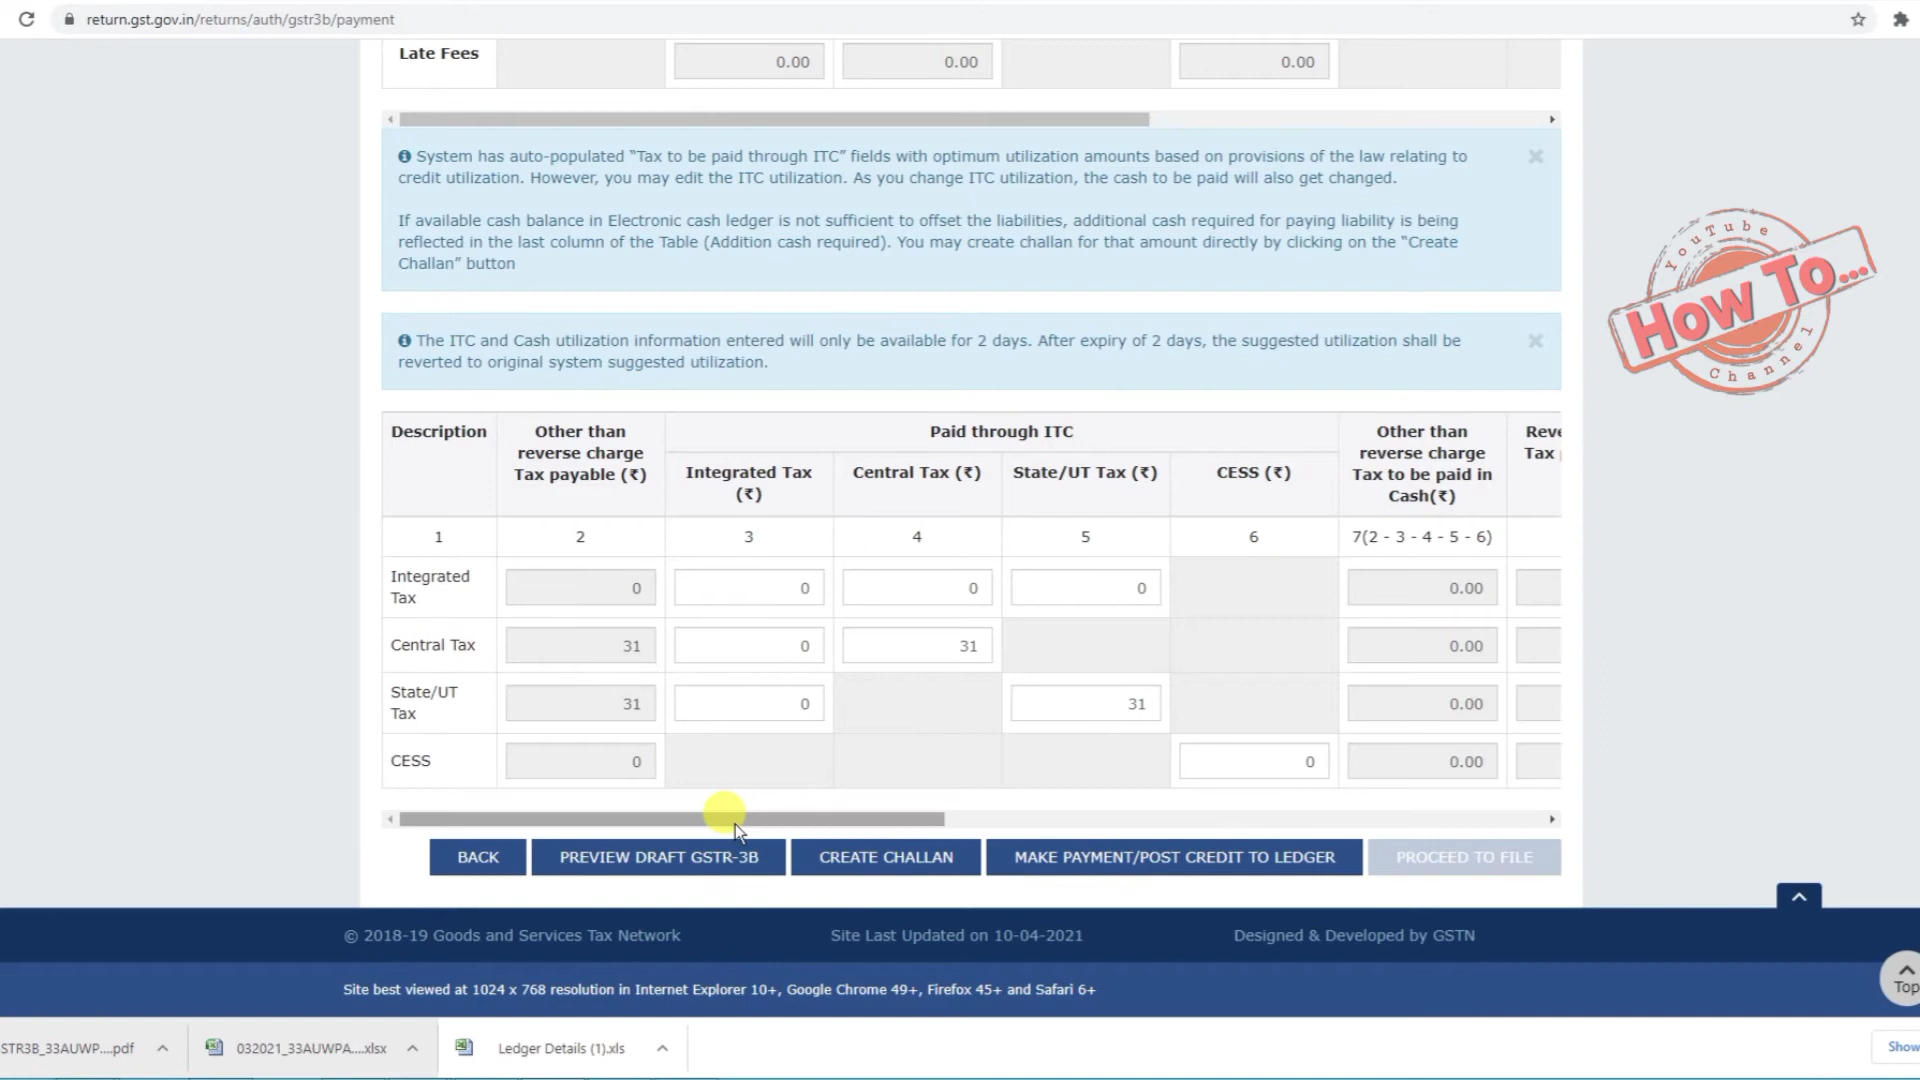 return.gst.gov.in/returns/auth/gstr3b/payment
Late Fees
0.00
0.00
0.00
System has auto-populated “Tax to be paid through ITC” fields with optimum utilization amounts based on provisions of the law relating to
credit utilization. However, you may edit the ITC utilization. As you change ITC utilization, the cash to be paid will also get changed.
If available cash balance in Electronic cash ledger is not sufficient to offset the liabilities, additional cash required for paying liability is being
reflected in the last column of the Table (Addition cash required). You may create challan for that amount directly by clicking on the “Create
Challan” button
YouTube
How To...
Channel
The ITC and Cash utilization information entered will only be available for 2 days. After expiry of 2 days, the suggested utilization shall be
reverted to original system suggested utilization.
Description
Other than
reverse charge
Tax payable (₹)
Paid through ITC
Integrated Tax
(₹)
Central Tax (₹)
State/UT Tax (₹)
CESS (₹)
Other than
reverse charge
Tax to be paid in
Cash(₹)
Reve
Tax
1 2 3 4 5 6 7(2 - 3 - 4 - 5 - 6)
Integrated
Tax
0 0 0 0 0.00
Central Tax 31 0 31 0.00
State/UT
Tax
31 0 31 0.00
CESS 0 0 0.00
BACK
PREVIEW DRAFT GSTR-3B
CREATE CHALLAN
MAKE PAYMENT/POST CREDIT TO LEDGER
PROCEED TO FILE
© 2018-19 Goods and Services Tax Network
Site Last Updated on 10-04-2021
Designed & Developed by GSTN
Top
Site best viewed at 1024 x 768 resolution in Internet Explorer 10+, Google Chrome 49+, Firefox 45+ and Safari 6+
STR3B_33AUWP....pdf
032021_33AUWPA....xlsx
Ledger Details (1).xls
Show